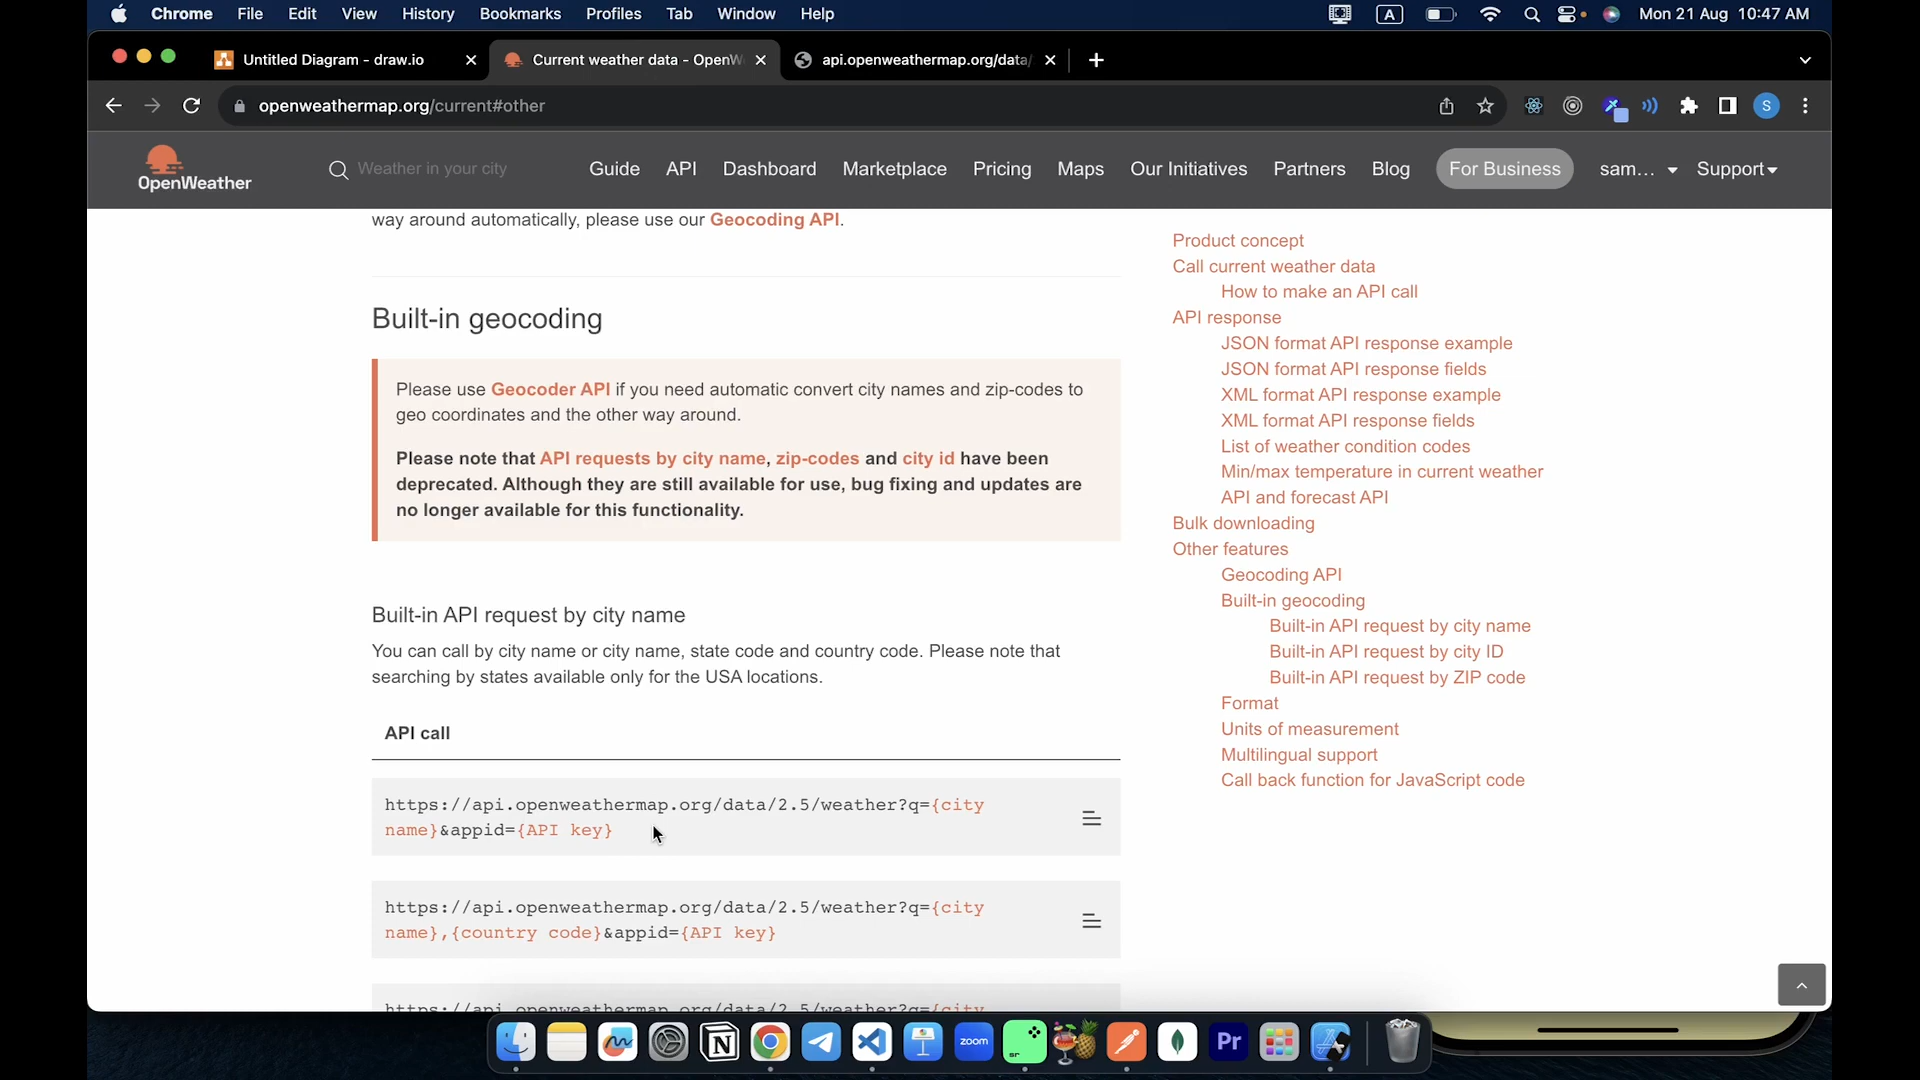 Chrome File Edit View History Bookmarks Profiles Tab Window Help
A
Mon 21 Aug 10:47 AM
Untitled Diagram - draw.io
Current weather data - OpenW
api.openweathermap.org/data/
openweathermap.org/current#other
S
OpenWeather
Weather in your city
Guide API Dashboard Marketplace Pricing Maps Our Initiatives Partners Blog For Business sam... Support
way around automatically, please use our Geocoding API.
Built-in geocoding
Please use Geocoder API if you need automatic convert city names and zip-codes to
geo coordinates and the other way around.
Please note that API requests by city name, zip-codes and city id have been
deprecated. Although they are still available for use, bug fixing and updates are
no longer available for this functionality.
Built-in API request by city name
You can call by city name or city name, state code and country code. Please note that
searching by states available only for the USA locations.
API call
https://api.openweathermap.org/data/2.5/weather?q={city
name}&appid={API key}
https://api.openweathermap.org/data/2.5/weather?q={city
name},{country code}&appid={API key}
https://api.openweathermap.org/data/2.5/weather?q={city
Product concept
Call current weather data
How to make an API call
API response
JSON format API response example
JSON format API response fields
XML format API response example
XML format API response fields
List of weather condition codes
Min/max temperature in current weather
API and forecast API
Bulk downloading
Other features
Geocoding API
Built-in geocoding
Built-in API request by city name
Built-in API request by city ID
Built-in API request by ZIP code
Format
Units of measurement
Multilingual support
Call back function for JavaScript code
zoom
sr
Pr